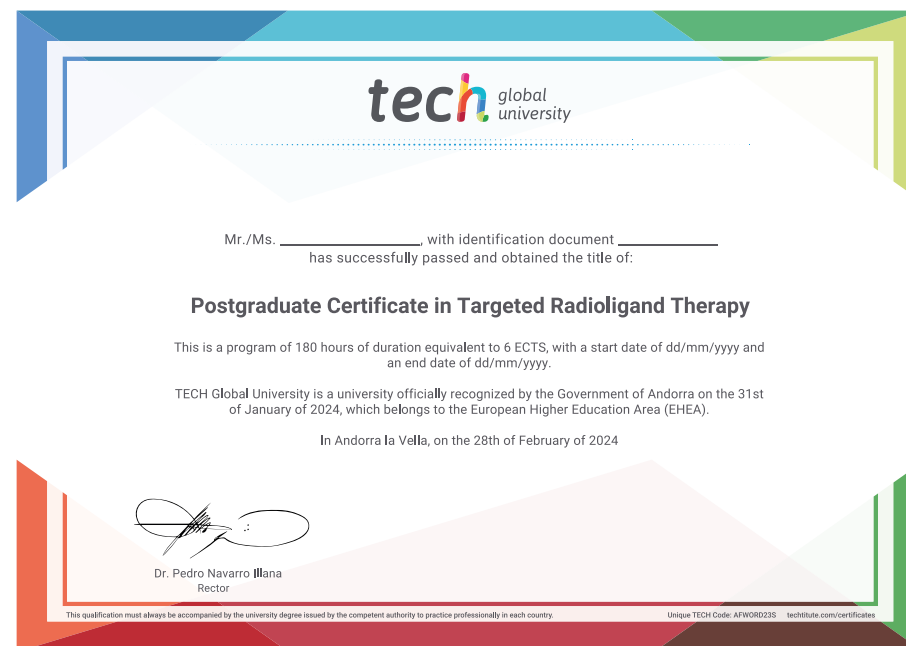 tech global
university
Mr./Ms. ____________, with identification document ____________
has successfully passed and obtained the title of:
Postgraduate Certificate in Targeted Radioligand Therapy
This is a program of 180 hours of duration equivalent to 6 ECTS, with a start date of dd/mm/yyyy and
an end date of dd/mm/yyyy.
TECH Global University is a university officially recognized by the Government of Andorra on the 31st
of January of 2024, which belongs to the European Higher Education Area (EHEA).
In Andorra la Vella, on the 28th of February of 2024
Dr. Pedro Navarro Illana
Rector
This qualification must always be accompanied by the university degree issued by the competent authority to practice professionally in each country. Unique TECH Code: AFWORD23S techtitute.com/certificates